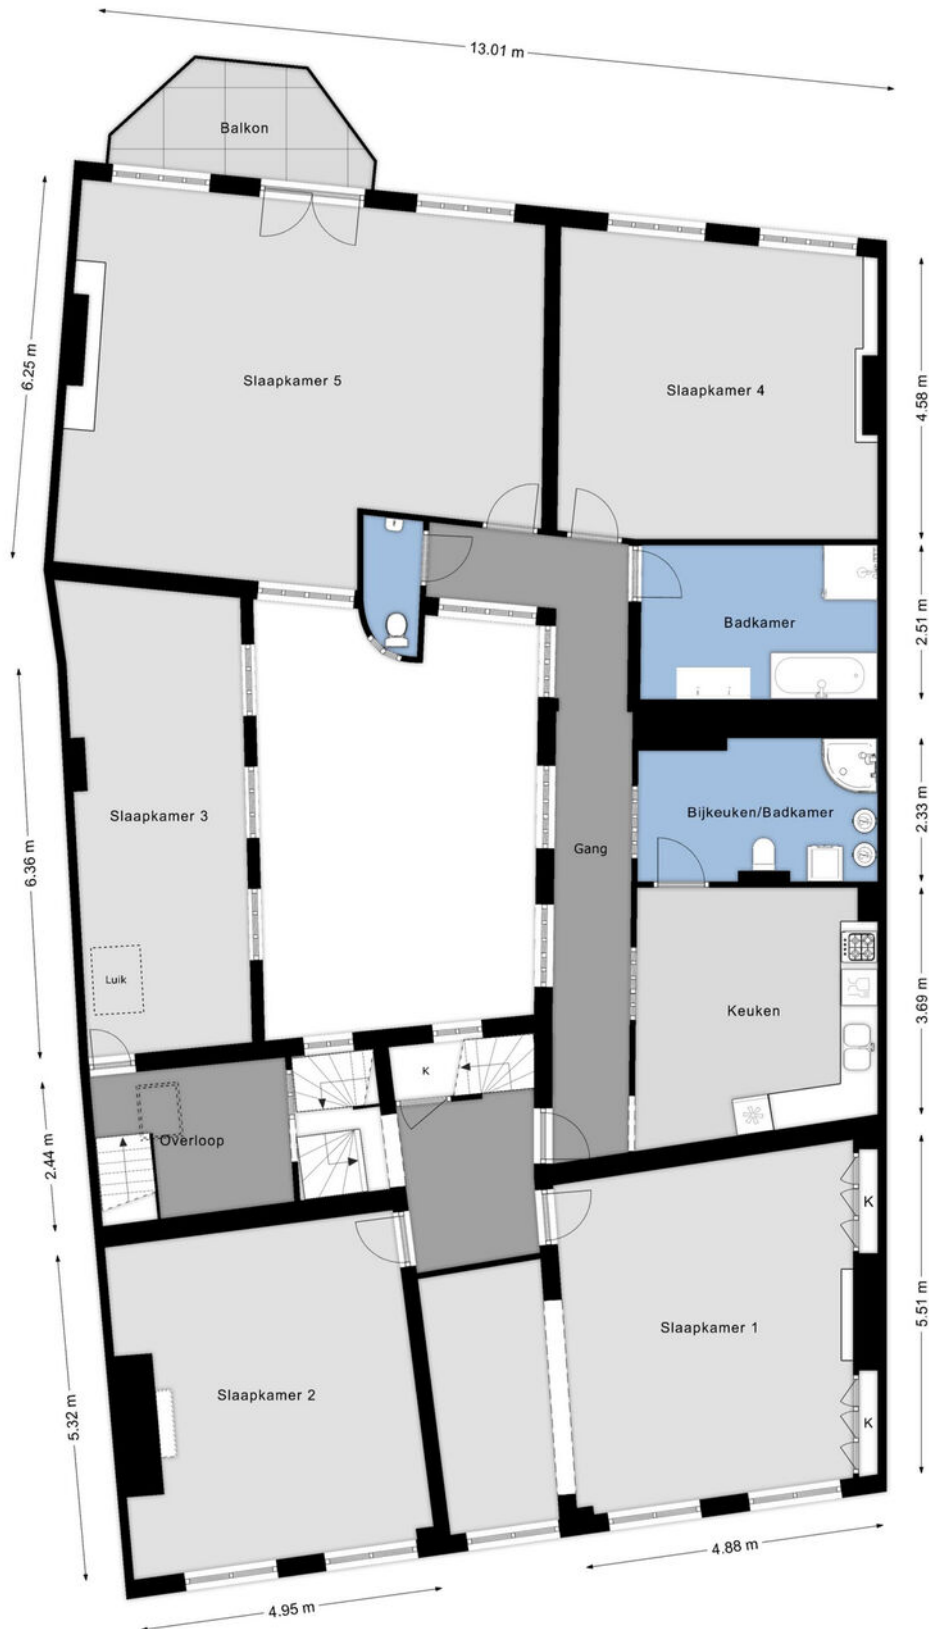 13.01 m
Balkon
6.25 m
Slaapkamer 5
Slaapkamer 4
4.58 m
Badkamer
2.51 m
Slaapkamer 3
Bijkeuken/Badkamer
2.33 m
Gang
6.36 m
Luik
Keuken
3.69 m
K
Overloop
2.44 m
K
Slaapkamer 1
5.51 m
Slaapkamer 2
5.32 m
K
4.88 m
4.95 m